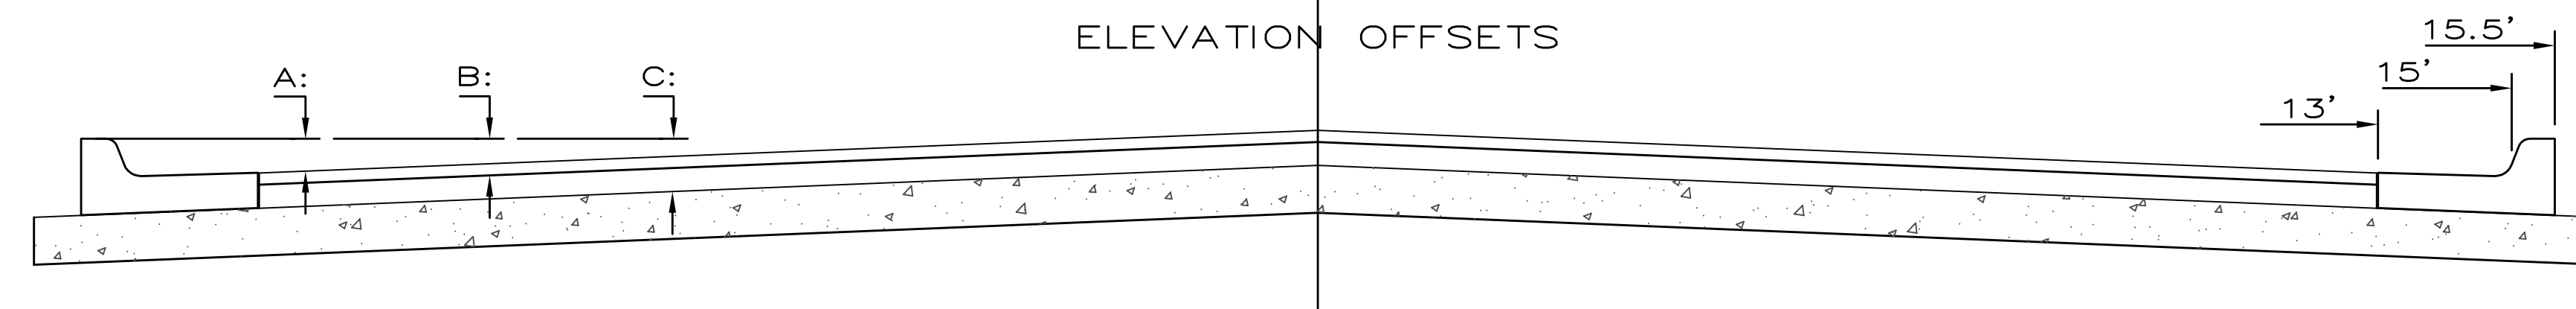 ELEVATION OFFSETS
15.5'
15'
A:
B:
C:
13'